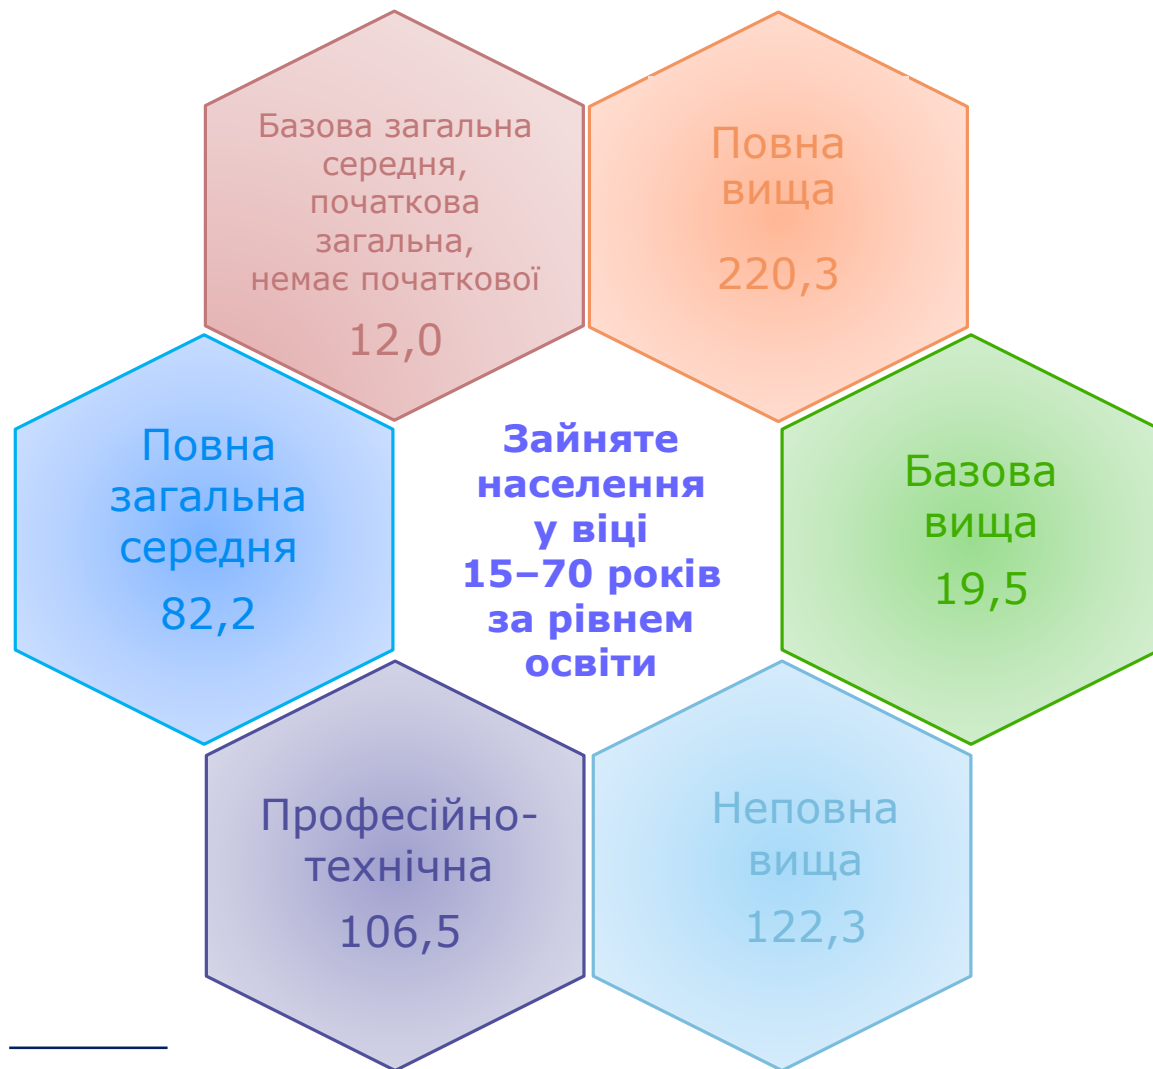 Базова загальна
середня,
початкова
загальна,
немає початкової
12,0
Повна
вища
220,3
Повна
загальна
середня
82,2
Зайняте
населення
у віці
15–70 років
за рівнем
освіти
Базова
вища
19,5
Професійно-
технічна
106,5
Неповна
вища
122,3